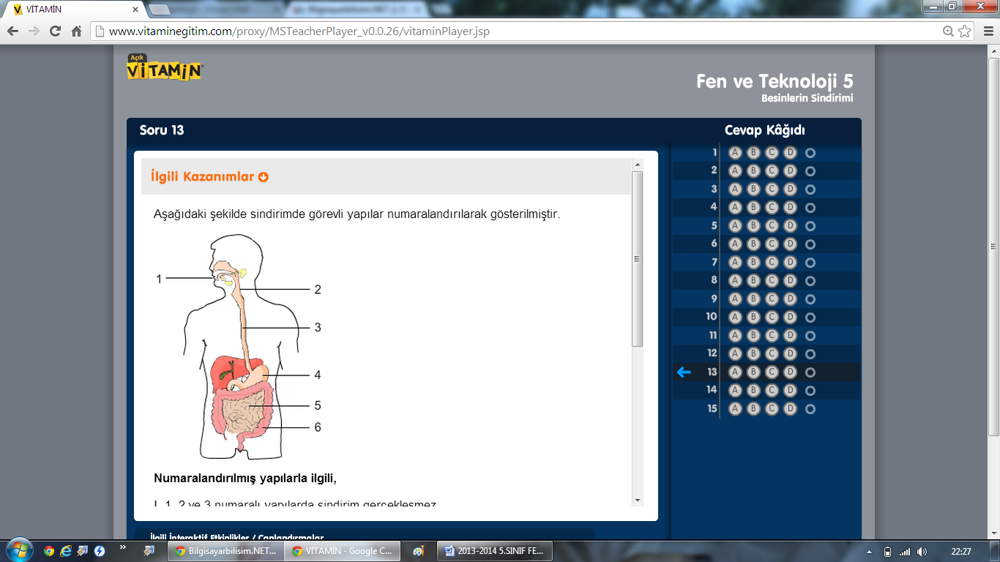 VİTAMİN
www.vitaminegitim.com/proxy/MSTeacherPlayer_v0.0.26/vitaminPlayer.jsp
Açık
VİTAMİN
Fen ve Teknoloji 5
Besinlerin Sindirimi
Soru 13
Cevap Kâğıdı
İlgili Kazanımlar
Aşağıdaki şekilde sindirimde görevli yapılar numaralandırılarak gösterilmiştir.
1
2
3
4
5
6
Numaralandırılmış yapılarla ilgili,
I. 1, 2 ve 3 numaralı yapılarda sindirim gerçekleşmez.
1 A B C D
2 A B C D
3 A B C D
4 A B C D
5 A B C D
6 A B C D
7 A B C D
8 A B C D
9 A B C D
10 A B C D
11 A B C D
12 A B C D
13 A B C D
14 A B C D
15 A B C D
İlgili İnteraktif Etkinlikler / Canlandırmalar
Bilgisayarbilisim.NET...
VİTAMİN - Google C...
2013-2014 5.SINIF FE...
22:27